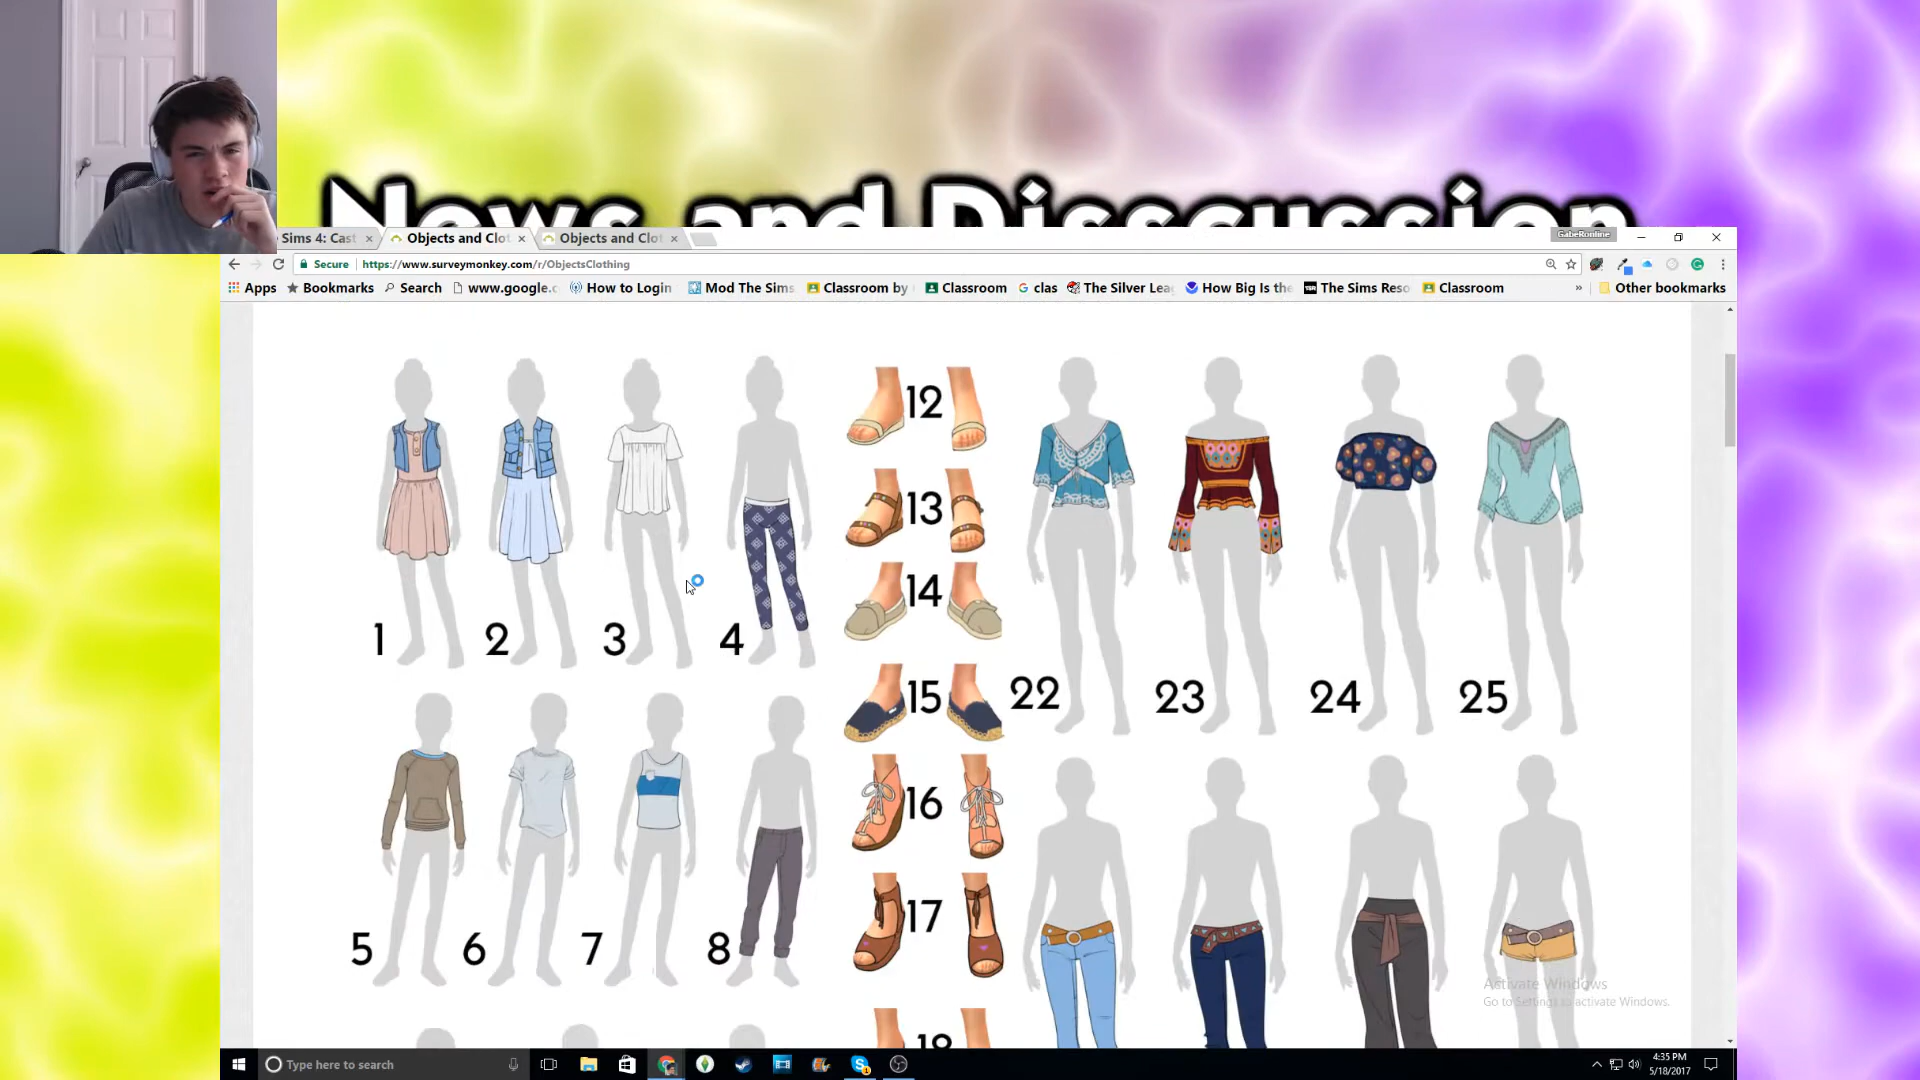 News and Disscussion
Sims 4: Cast
Objects and Clot
Objects and Clot
GabeRonline
Secure
https://www.surveymonkey.com/r/ObjectsClothing
Apps
Bookmarks
Search
www.google.c
How to Login
Mod The Sims
Classroom by
Classroom
clas
The Silver Lea
How Big Is the
The Sims Reso
Classroom
»
Other bookmarks
12
13
14
1
2
3
4
15
22
23
24
25
16
17
5
6
7
8
18
Activate Windows
Go to Settings to activate Windows.
Type here to search
4:35 PM
5/18/2017